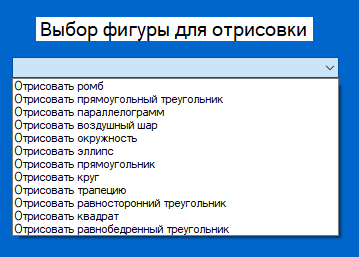 Выбор фигуры для отрисовки
Отрисовать ромб
Отрисовать прямоугольный треугольник
Отрисовать параллелограмм
Отрисовать воздушный шар
Отрисовать окружность
Отрисовать эллипс
Отрисовать прямоугольник
Отрисовать круг
Отрисовать трапецию
Отрисовать равносторонний треугольник
Отрисовать квадрат
Отрисовать равнобедренный треугольник